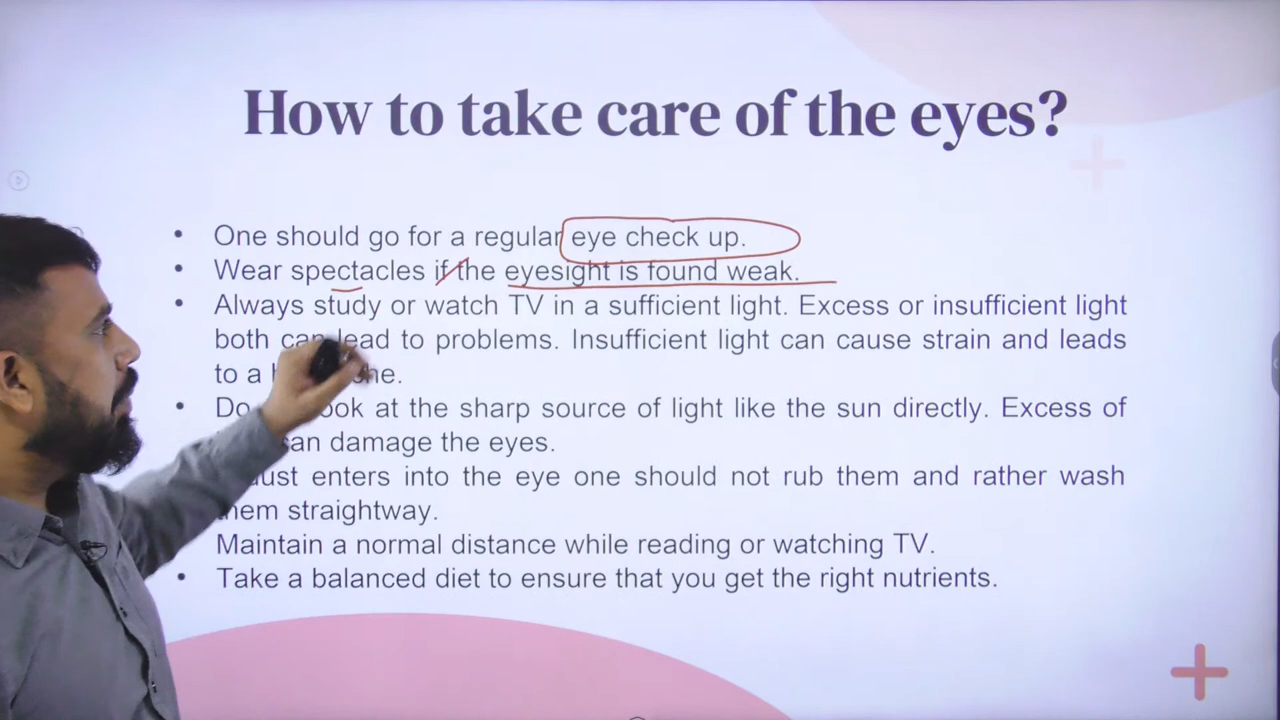 How to take care of the eyes?
• One should go for a regular eye check up.
• Wear spectacles if the eyesight is found weak.
• Always study or watch TV in a sufficient light. Excess or insufficient light
both can lead to problems. Insufficient light can cause strain and leads
to a
• Do look at the sharp source of light like the sun directly. Excess of
can damage the eyes.
enters into the eye one should not rub them and rather wash
them straightway.
Maintain a normal distance while reading or watching TV.
• Take a balanced diet to ensure that you get the right nutrients.